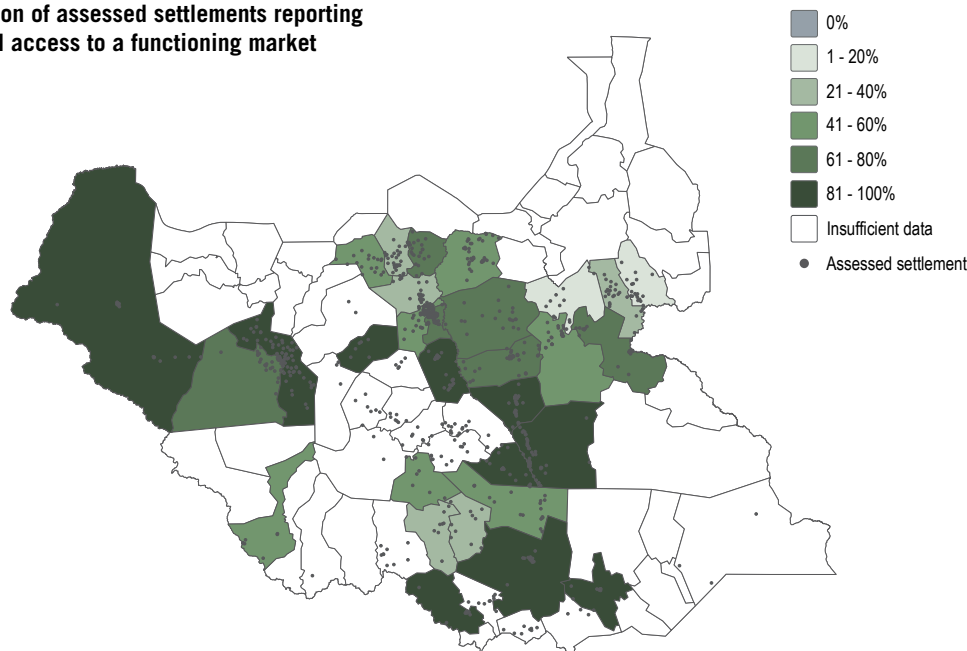 on of assessed settlements reporting
access to a functioning market
0%
1 - 20%
21 - 40%
41 - 60%
61 - 80%
81 - 100%
Insufficient data
Assessed settlement